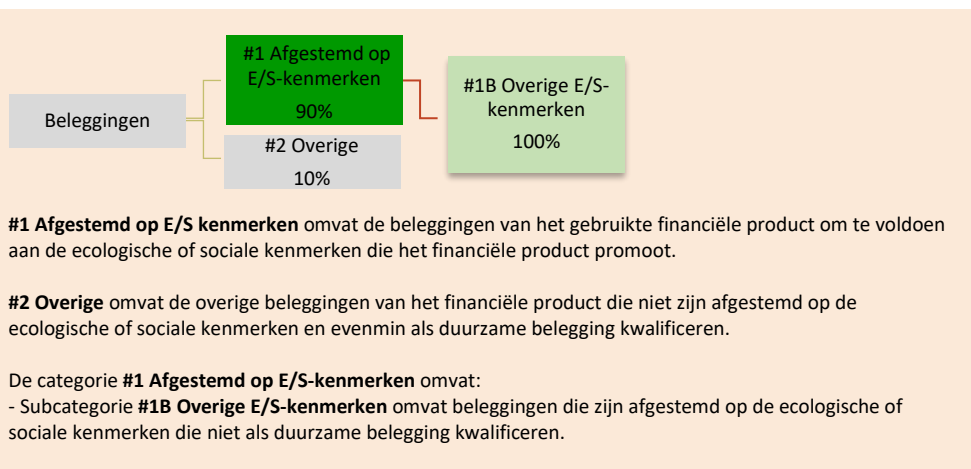 #1 Afgestemd op
E/S-kenmerken
90%
#1B Overige E/S-
kenmerken
100%
Beleggingen
#2 Overige
10%
#1 Afgestemd op E/S kenmerken omvat de beleggingen van het gebruikte financiële product om te voldoen
aan de ecologische of sociale kenmerken die het financiële product promoot.
#2 Overige omvat de overige beleggingen van het financiële product die niet zijn afgestemd op de
ecologische of sociale kenmerken en evenmin als duurzame belegging kwalificeren.
De categorie #1 Afgestemd op E/S-kenmerken omvat:
- Subcategorie #1B Overige E/S-kenmerken omvat beleggingen die zijn afgestemd op de ecologische of
sociale kenmerken die niet als duurzame belegging kwalificeren.